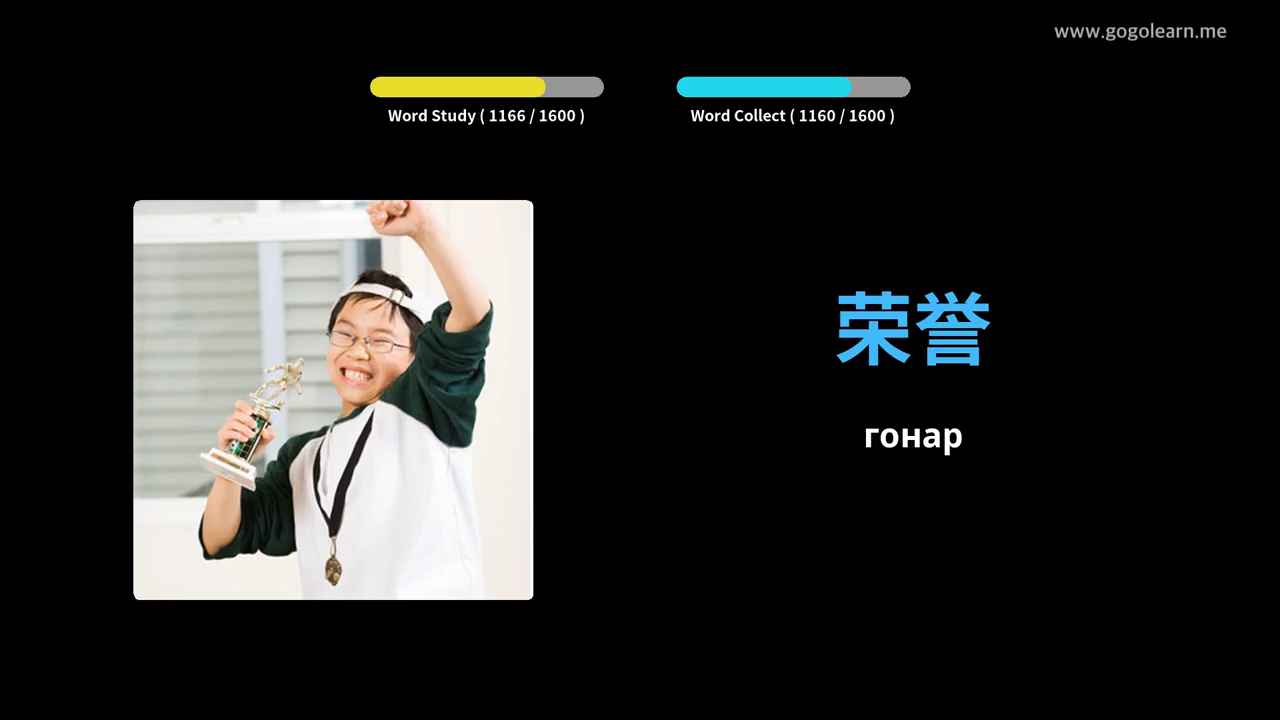 www.gogolearn.me
Word Study ( 1166 / 1600 )
Word Collect ( 1160 / 1600 )
荣誉
гонар